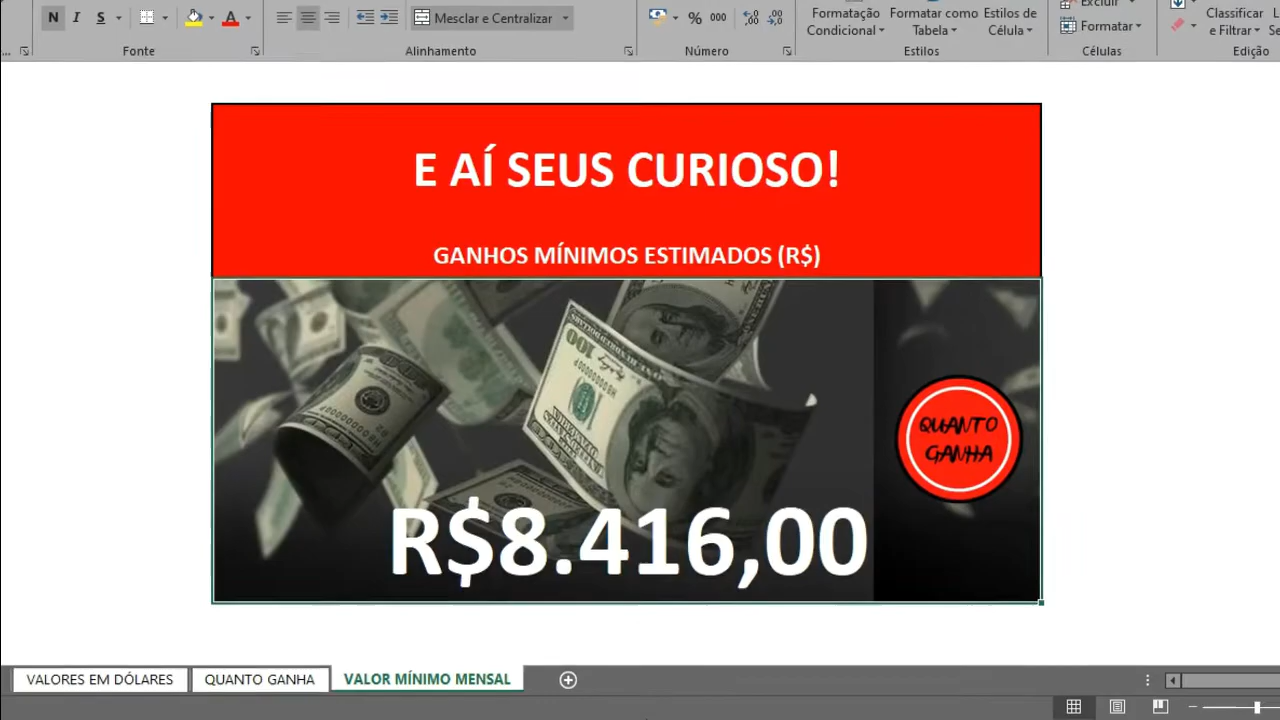 Excluir
N I S
Mesclar e Centralizar
% 000
Formatação Condicional
Formatar como Tabela
Estilos de Célula
Formatar
Classificar e Filtrar
Fonte
Alinhamento
Número
Estilos
Células
Edição
E AÍ SEUS CURIOSO!
GANHOS MÍNIMOS ESTIMADOS (R$)
100
QUANTO
GANHA
R$8.416,00
VALORES EM DÓLARES
QUANTO GANHA
VALOR MÍNIMO MENSAL